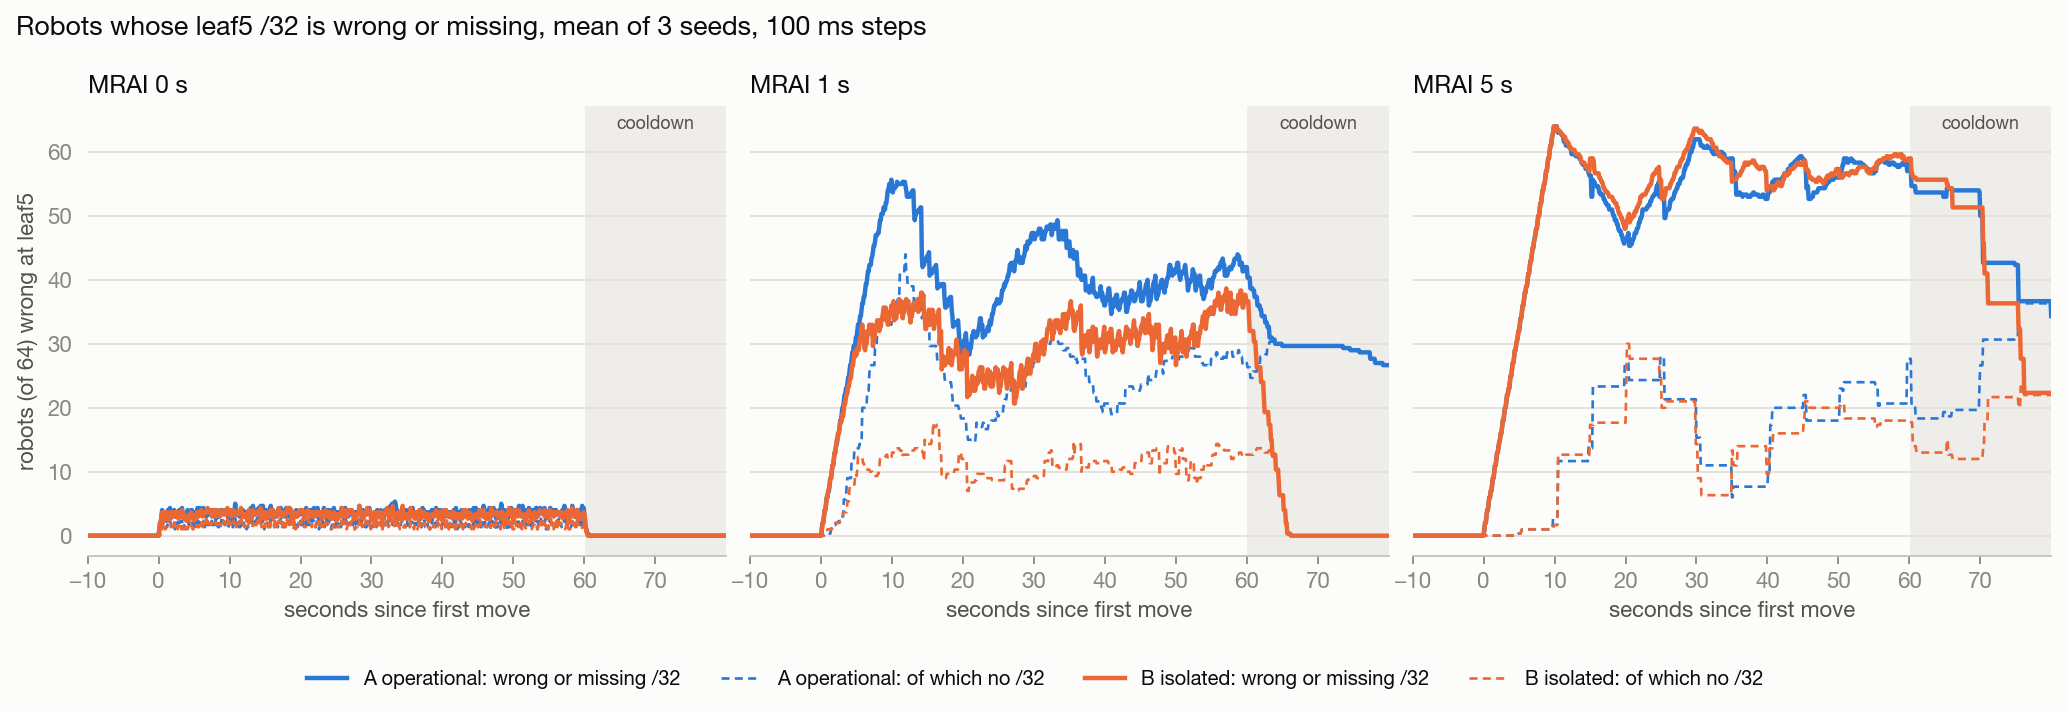 Robots whose leaf5 /32 is wrong or missing, mean of 3 seeds, 100 ms steps
MRAI 0 s
MRAI 1 s
MRAI 5 s
cooldown
cooldown
cooldown
robots (of 64) wrong at leaf5
60
50
40
30
20
10
0
−10 0 10 20 30 40 50 60 70
−10 0 10 20 30 40 50 60 70
−10 0 10 20 30 40 50 60 70
seconds since first move
seconds since first move
seconds since first move
A operational: wrong or missing /32
A operational: of which no /32
B isolated: wrong or missing /32
B isolated: of which no /32